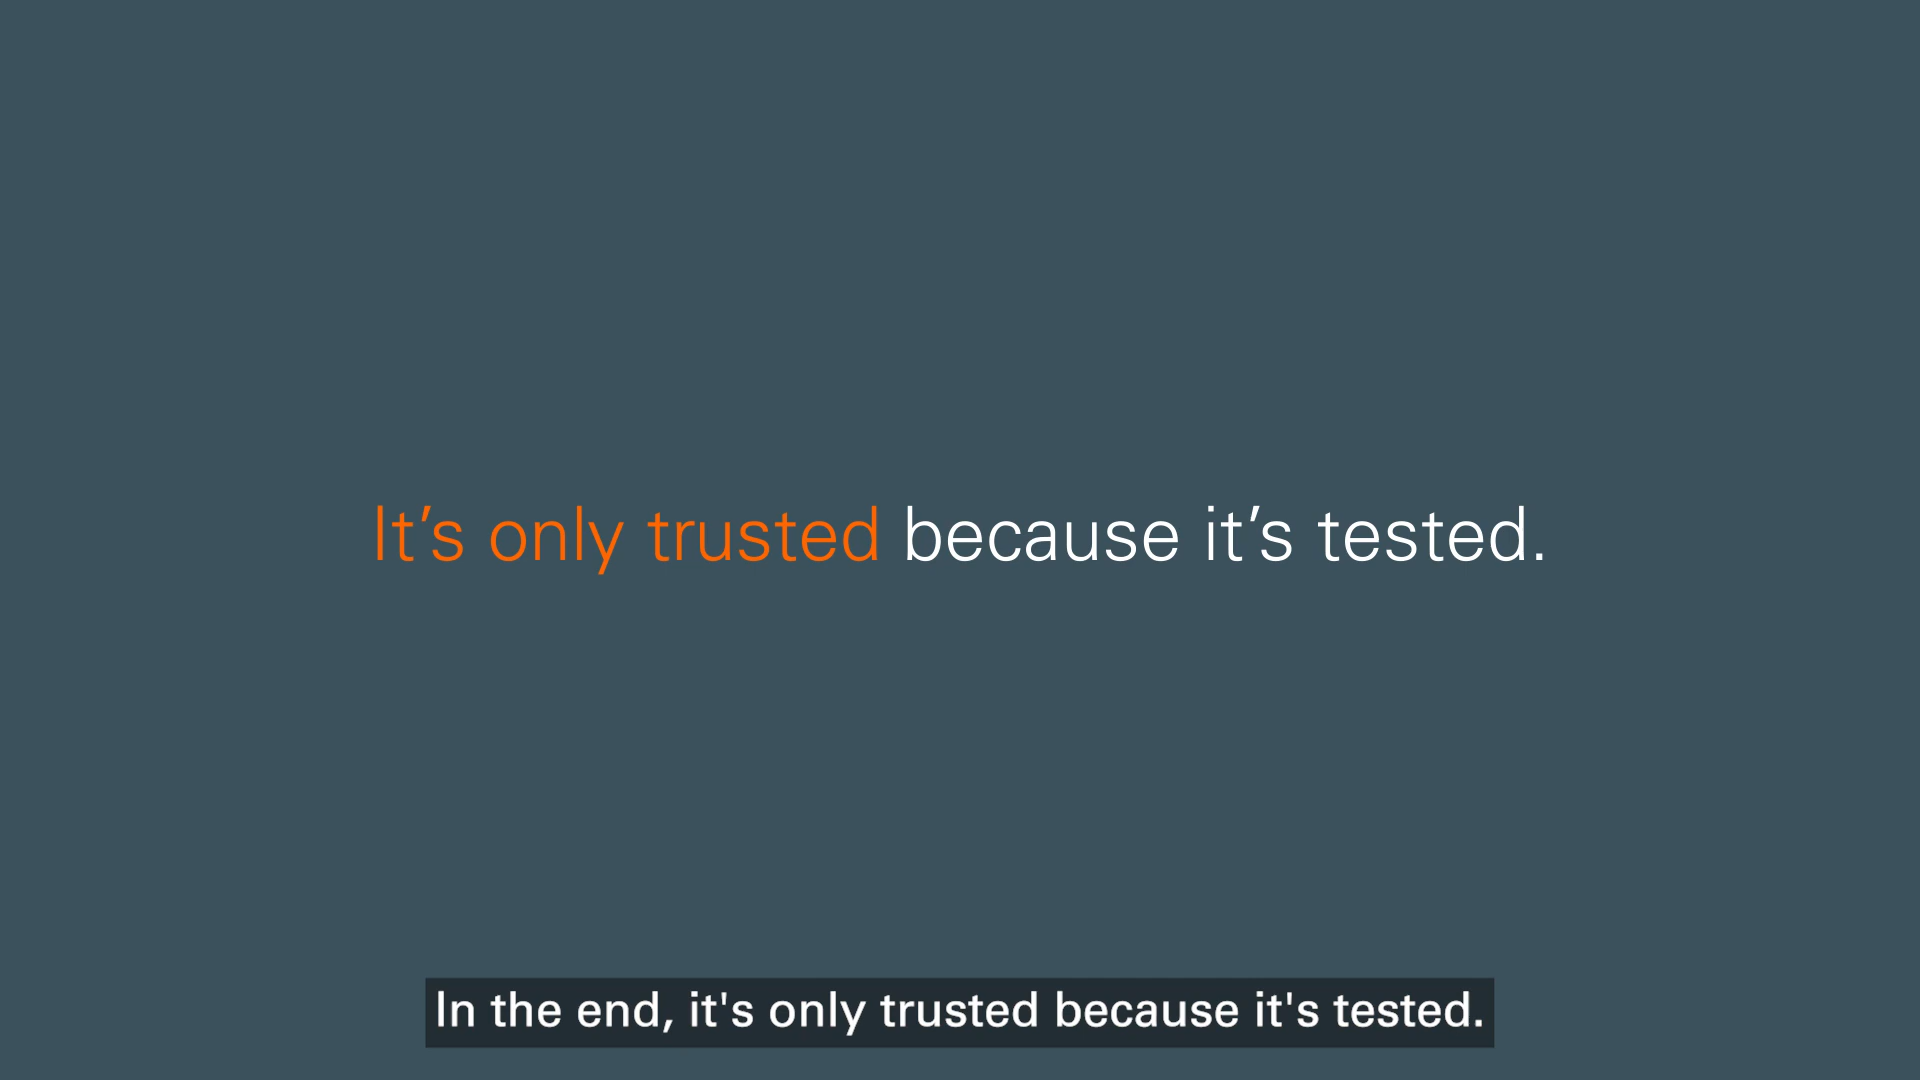 It’s only trusted because it’s tested.
In the end, it's only trusted because it's tested.